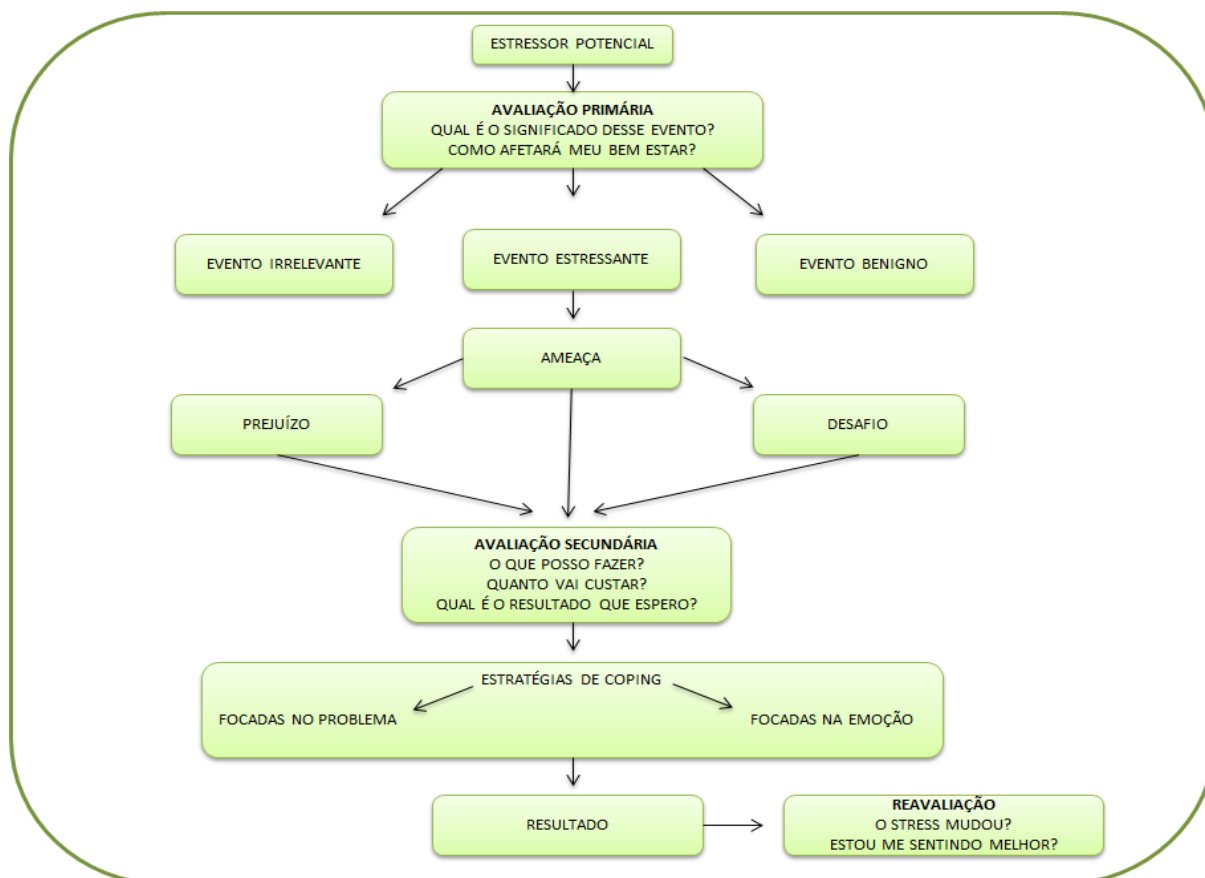 ESTRESSOR POTENCIAL
AVALIAÇÃO PRIMÁRIA
QUAL É O SIGNIFICADO DESSE EVENTO?
COMO AFETARÁ MEU BEM ESTAR?
EVENTO IRRELEVANTE
EVENTO ESTRESSANTE
EVENTO BENIGNO
AMEAÇA
PREJUÍZO
DESAFIO
AVALIAÇÃO SECUNDÁRIA
O QUE POSSO FAZER?
QUANTO VAI CUSTAR?
QUAL É O RESULTADO QUE ESPERO?
ESTRATÉGIAS DE COPING
FOCADAS NO PROBLEMA
FOCADAS NA EMOÇÃO
RESULTADO
REAVALIAÇÃO
O STRESS MUDOU?
ESTOU ME SENTINDO MELHOR?